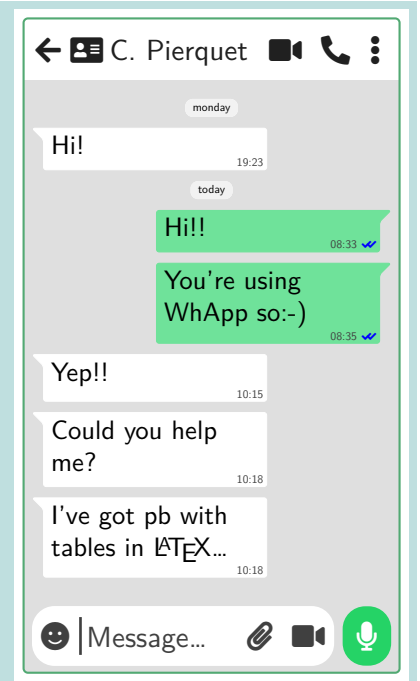 C. Pierquet
monday
Hi!
19:23
today
Hi!!
08:33
You're using
WhApp so:-)
08:35
Yep!!
10:15
Could you help
me?
10:18
I've got pb with
tables in LATEX…
10:18
Message…